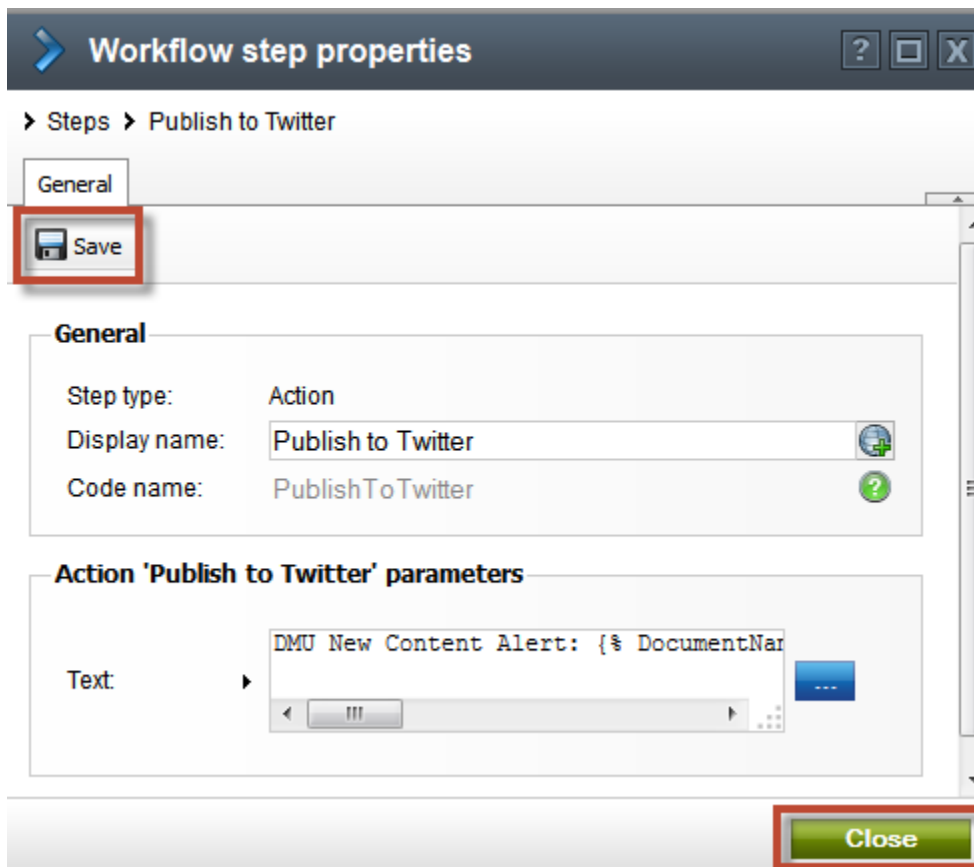 Workflow step properties
? X
Steps Publish to Twitter
General
Save
General
Step type: Action
Display name: Publish to Twitter
Code name: PublishToTwitter ?
Action 'Publish to Twitter' parameters
DMU New Content Alert: {% DocumentNam
Text: ...
Close